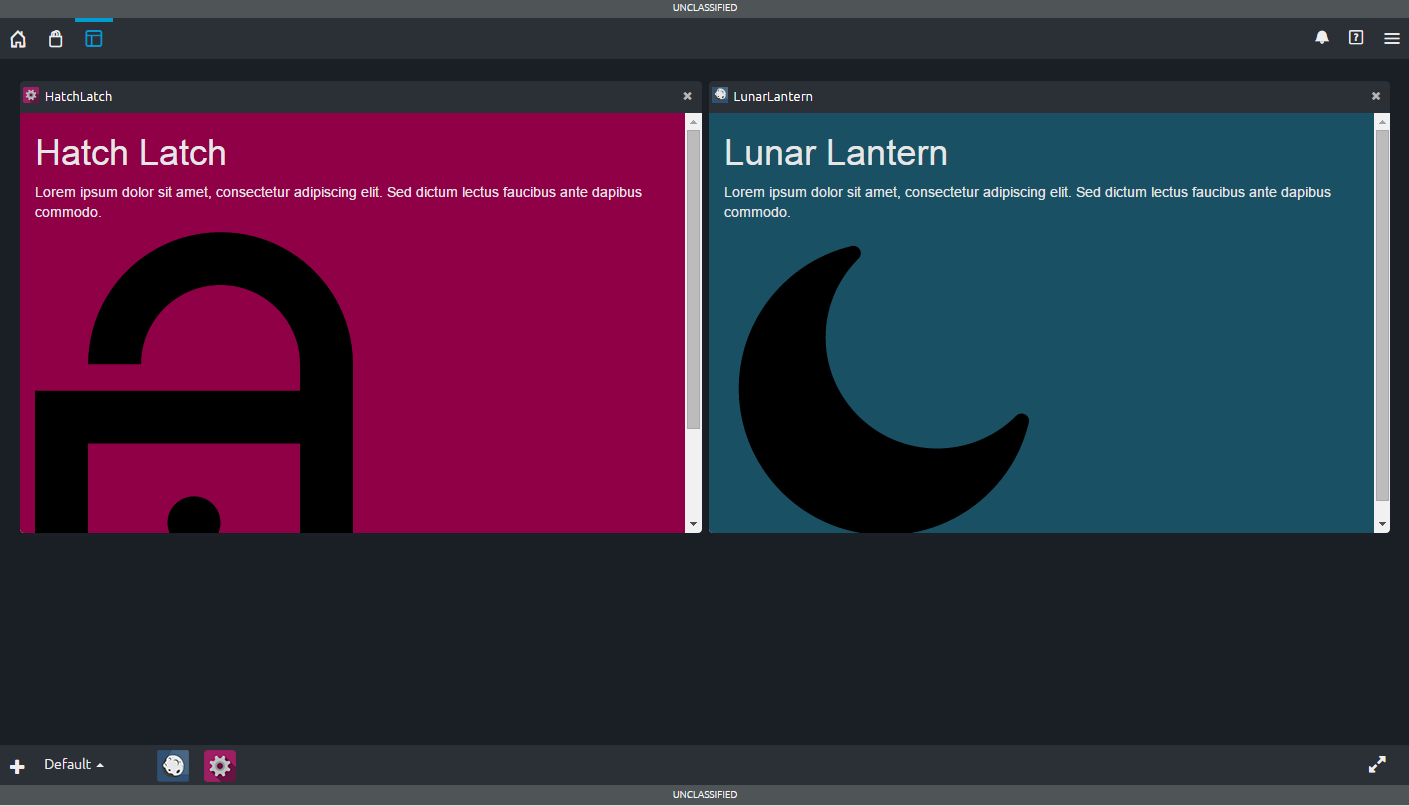 UNCLASSIFIED
HatchLatch
Hatch Latch
Lorem ipsum dolor sit amet, consectetur adipiscing elit. Sed dictum lectus faucibus ante dapibus
commodo.
LunarLantern
Lunar Lantern
Lorem ipsum dolor sit amet, consectetur adipiscing elit. Sed dictum lectus faucibus ante dapibus
commodo.
Default
UNCLASSIFIED